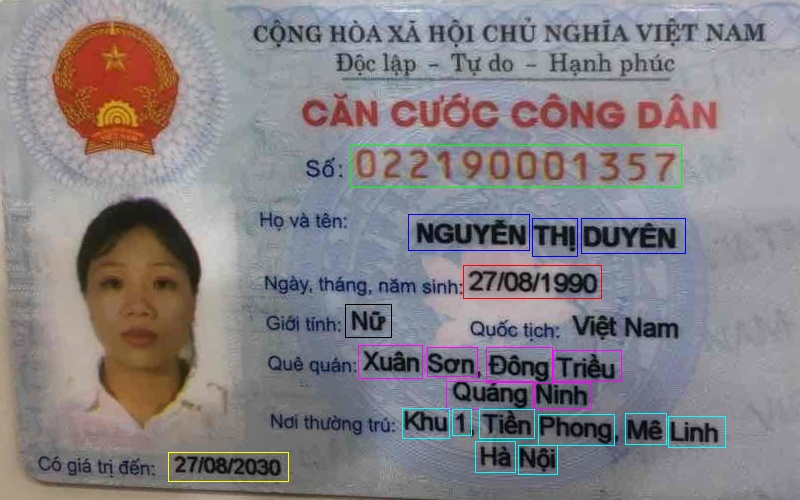 CỘNG HÒA XÃ HỘI CHỦ NGHĨA VIỆT NAM
Độc lập - Tự do - Hạnh phúc
CĂN CƯỚC CÔNG DÂN
Số: 022190001357
Họ và tên: NGUYỄN THỊ DUYÊN
Ngày, tháng, năm sinh: 27/08/1990
Giới tính: Nữ Quốc tịch: Việt Nam
Quê quán: Xuân Sơn, Đông Triều
Quảng Ninh
Nơi thường trú: Khu 1, Tiền Phong, Mê Linh
Hà Nội
Có giá trị đến: 27/08/2030